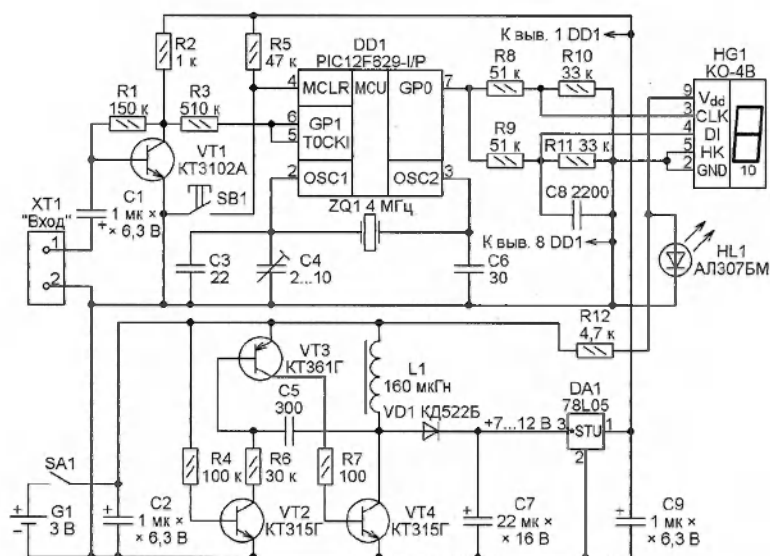 К выв. 1 DD1
R2
1 к
R5
47 к
DD1
PIC12F629-I/P
R8
51 к
R10
33 к
HG1
КО-4В
R1
150 к
R3
510 к
4
MCLR
MCU
GP0
7
6
GP1
5
T0CKI
9
Vdd
3
CLK
4
DI
5
HK
2
GND
10
VT1
КТ3102А
R9
51 к
R11 33 к
2
OSC1
OSC2
3
C8 2200
XT1
"Вход"
1
2
C1
1 мк ×
+
× 6,3 В
SB1
ZQ1 4 МГц
К выв. 8 DD1
C3
22
C4
2...10
C6
30
HL1
АЛ307БМ
R12
4,7 к
VT3
КТ361Г
L1
160 мкГн
C5
300
VD1 КД522Б
+7...12 В
DA1
78L05
3
STU
1
2
SA1
R4
100 к
R6
30 к
R7
100
G1
3 В
+
–
+
C2
1 мк ×
× 6,3 В
VT2
КТ315Г
VT4
КТ315Г
+
C7
22 мк ×
× 16 В
+
C9
1 мк ×
× 6,3 В